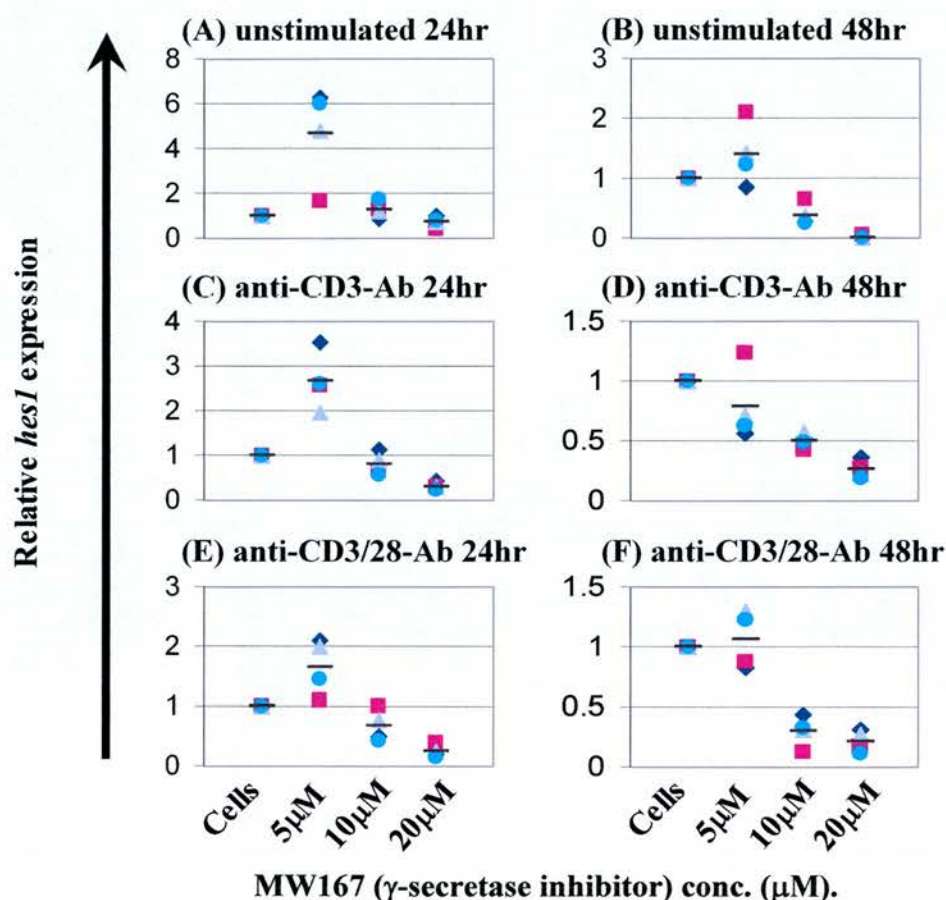 (A) unstimulated 24hr
8
6
4
2
0
(B) unstimulated 48hr
3
2
1
0
(C) anti-CD3-Ab 24hr
4
3
2
1
0
(D) anti-CD3-Ab 48hr
1.5
1
0.5
0
(E) anti-CD3/28-Ab 24hr
3
2
1
0
(F) anti-CD3/28-Ab 48hr
1.5
1
0.5
0
Relative hes1 expression
Cells
5μM
10μM
20μM
Cells
5μM
10μM
20μM
MW167 (γ-secretase inhibitor) conc. (μM).